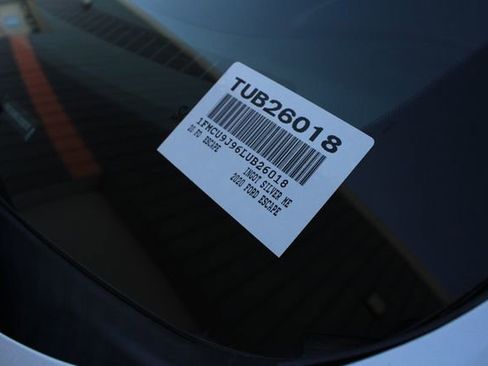 TUB26018
1FMCU9J96LUB26018
20 FO ESCAPE
INGOT SILVER ME
2020 FORD ESCAPE